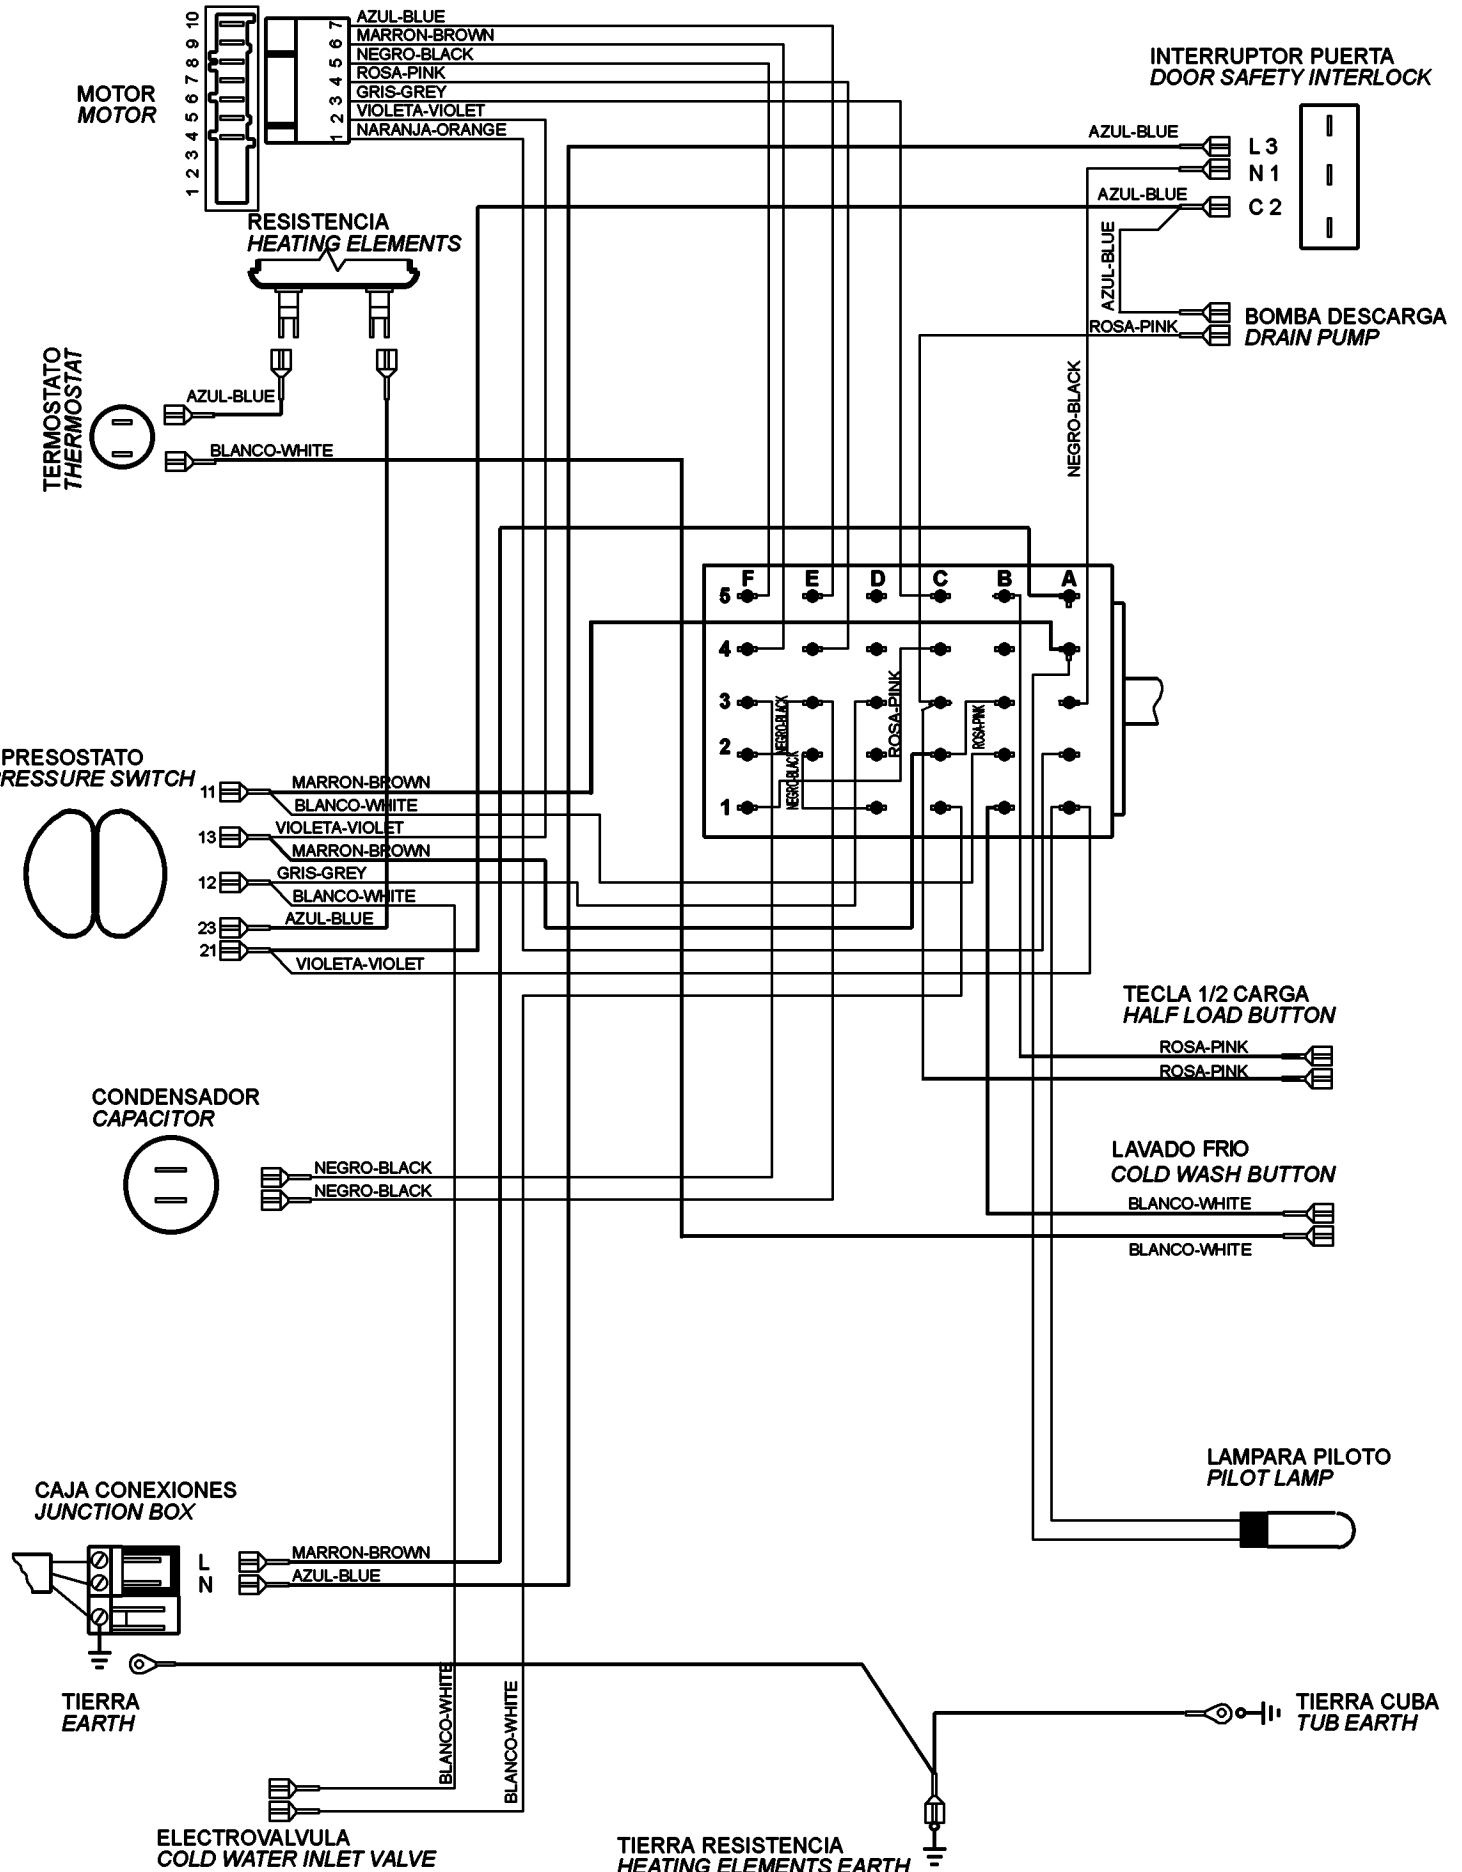 MOTOR
MOTOR
10
9
8
7
6
5
4
3
2
1
7
6
5
4
3
2
1
AZUL-BLUE
MARRON-BROWN
NEGRO-BLACK
ROSA-PINK
GRIS-GREY
VIOLETA-VIOLET
NARANJA-ORANGE
INTERRUPTOR PUERTA
DOOR SAFETY INTERLOCK
AZUL-BLUE
L 3
N 1
AZUL-BLUE
C 2
AZUL-BLUE
NEGRO-BLACK
ROSA-PINK
BOMBA DESCARGA
DRAIN PUMP
RESISTENCIA
HEATING ELEMENTS
TERMOSTATO
THERMOSTAT
AZUL-BLUE
BLANCO-WHITE
F E D C B A
5
4
3
2
1
NEGRO-BLACK
NEGRO-BLACK
ROSA-PINK
ROSA-PINK
PRESOSTATO
RESSURE SWITCH
11
MARRON-BROWN
BLANCO-WHITE
13
VIOLETA-VIOLET
MARRON-BROWN
12
GRIS-GREY
BLANCO-WHITE
23
AZUL-BLUE
21
VIOLETA-VIOLET
TECLA 1/2 CARGA
HALF LOAD BUTTON
ROSA-PINK
ROSA-PINK
CONDENSADOR
CAPACITOR
NEGRO-BLACK
NEGRO-BLACK
LAVADO FRIO
COLD WASH BUTTON
BLANCO-WHITE
BLANCO-WHITE
LAMPARA PILOTO
PILOT LAMP
CAJA CONEXIONES
JUNCTION BOX
L
N
MARRON-BROWN
AZUL-BLUE
TIERRA
EARTH
BLANCO-WHITE
BLANCO-WHITE
TIERRA CUBA
TUB EARTH
ELECTROVALVULA
COLD WATER INLET VALVE
TIERRA RESISTENCIA
HEATING ELEMENTS EARTH